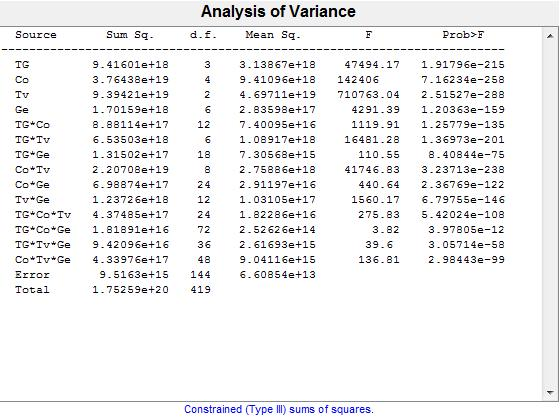 Analysis of Variance
Source Sum Sq. d.f. Mean Sq. F Prob>F
TG 9.41601e+18 3 3.13867e+18 47494.17 1.91796e-215
Co 3.76438e+19 4 9.41096e+18 142406 7.16234e-258
Tv 9.39421e+19 2 4.69711e+19 710763.04 2.51527e-288
Ge 1.70159e+18 6 2.83598e+17 4291.39 1.20363e-159
TG*Co 8.88114e+17 12 7.40095e+16 1119.91 1.25779e-135
TG*Tv 6.53503e+18 6 1.08917e+18 16481.28 1.36973e-201
TG*Ge 1.31502e+17 18 7.30568e+15 110.55 8.40844e-75
Co*Tv 2.20708e+19 8 2.75886e+18 41746.83 3.23713e-238
Co*Ge 6.98874e+17 24 2.91197e+16 440.64 2.36769e-122
Tv*Ge 1.23726e+18 12 1.03105e+17 1560.17 6.79755e-146
TG*Co*Tv 4.37485e+17 24 1.82286e+16 275.83 5.42024e-108
TG*Co*Ge 1.81891e+16 72 2.52626e+14 3.82 3.97805e-12
TG*Tv*Ge 9.42096e+16 36 2.61693e+15 39.6 3.05714e-58
Co*Tv*Ge 4.33976e+17 48 9.04116e+15 136.81 2.98443e-99
Error 9.5163e+15 144 6.60854e+13
Total 1.75259e+20 419
Constrained (Type III) sums of squares.